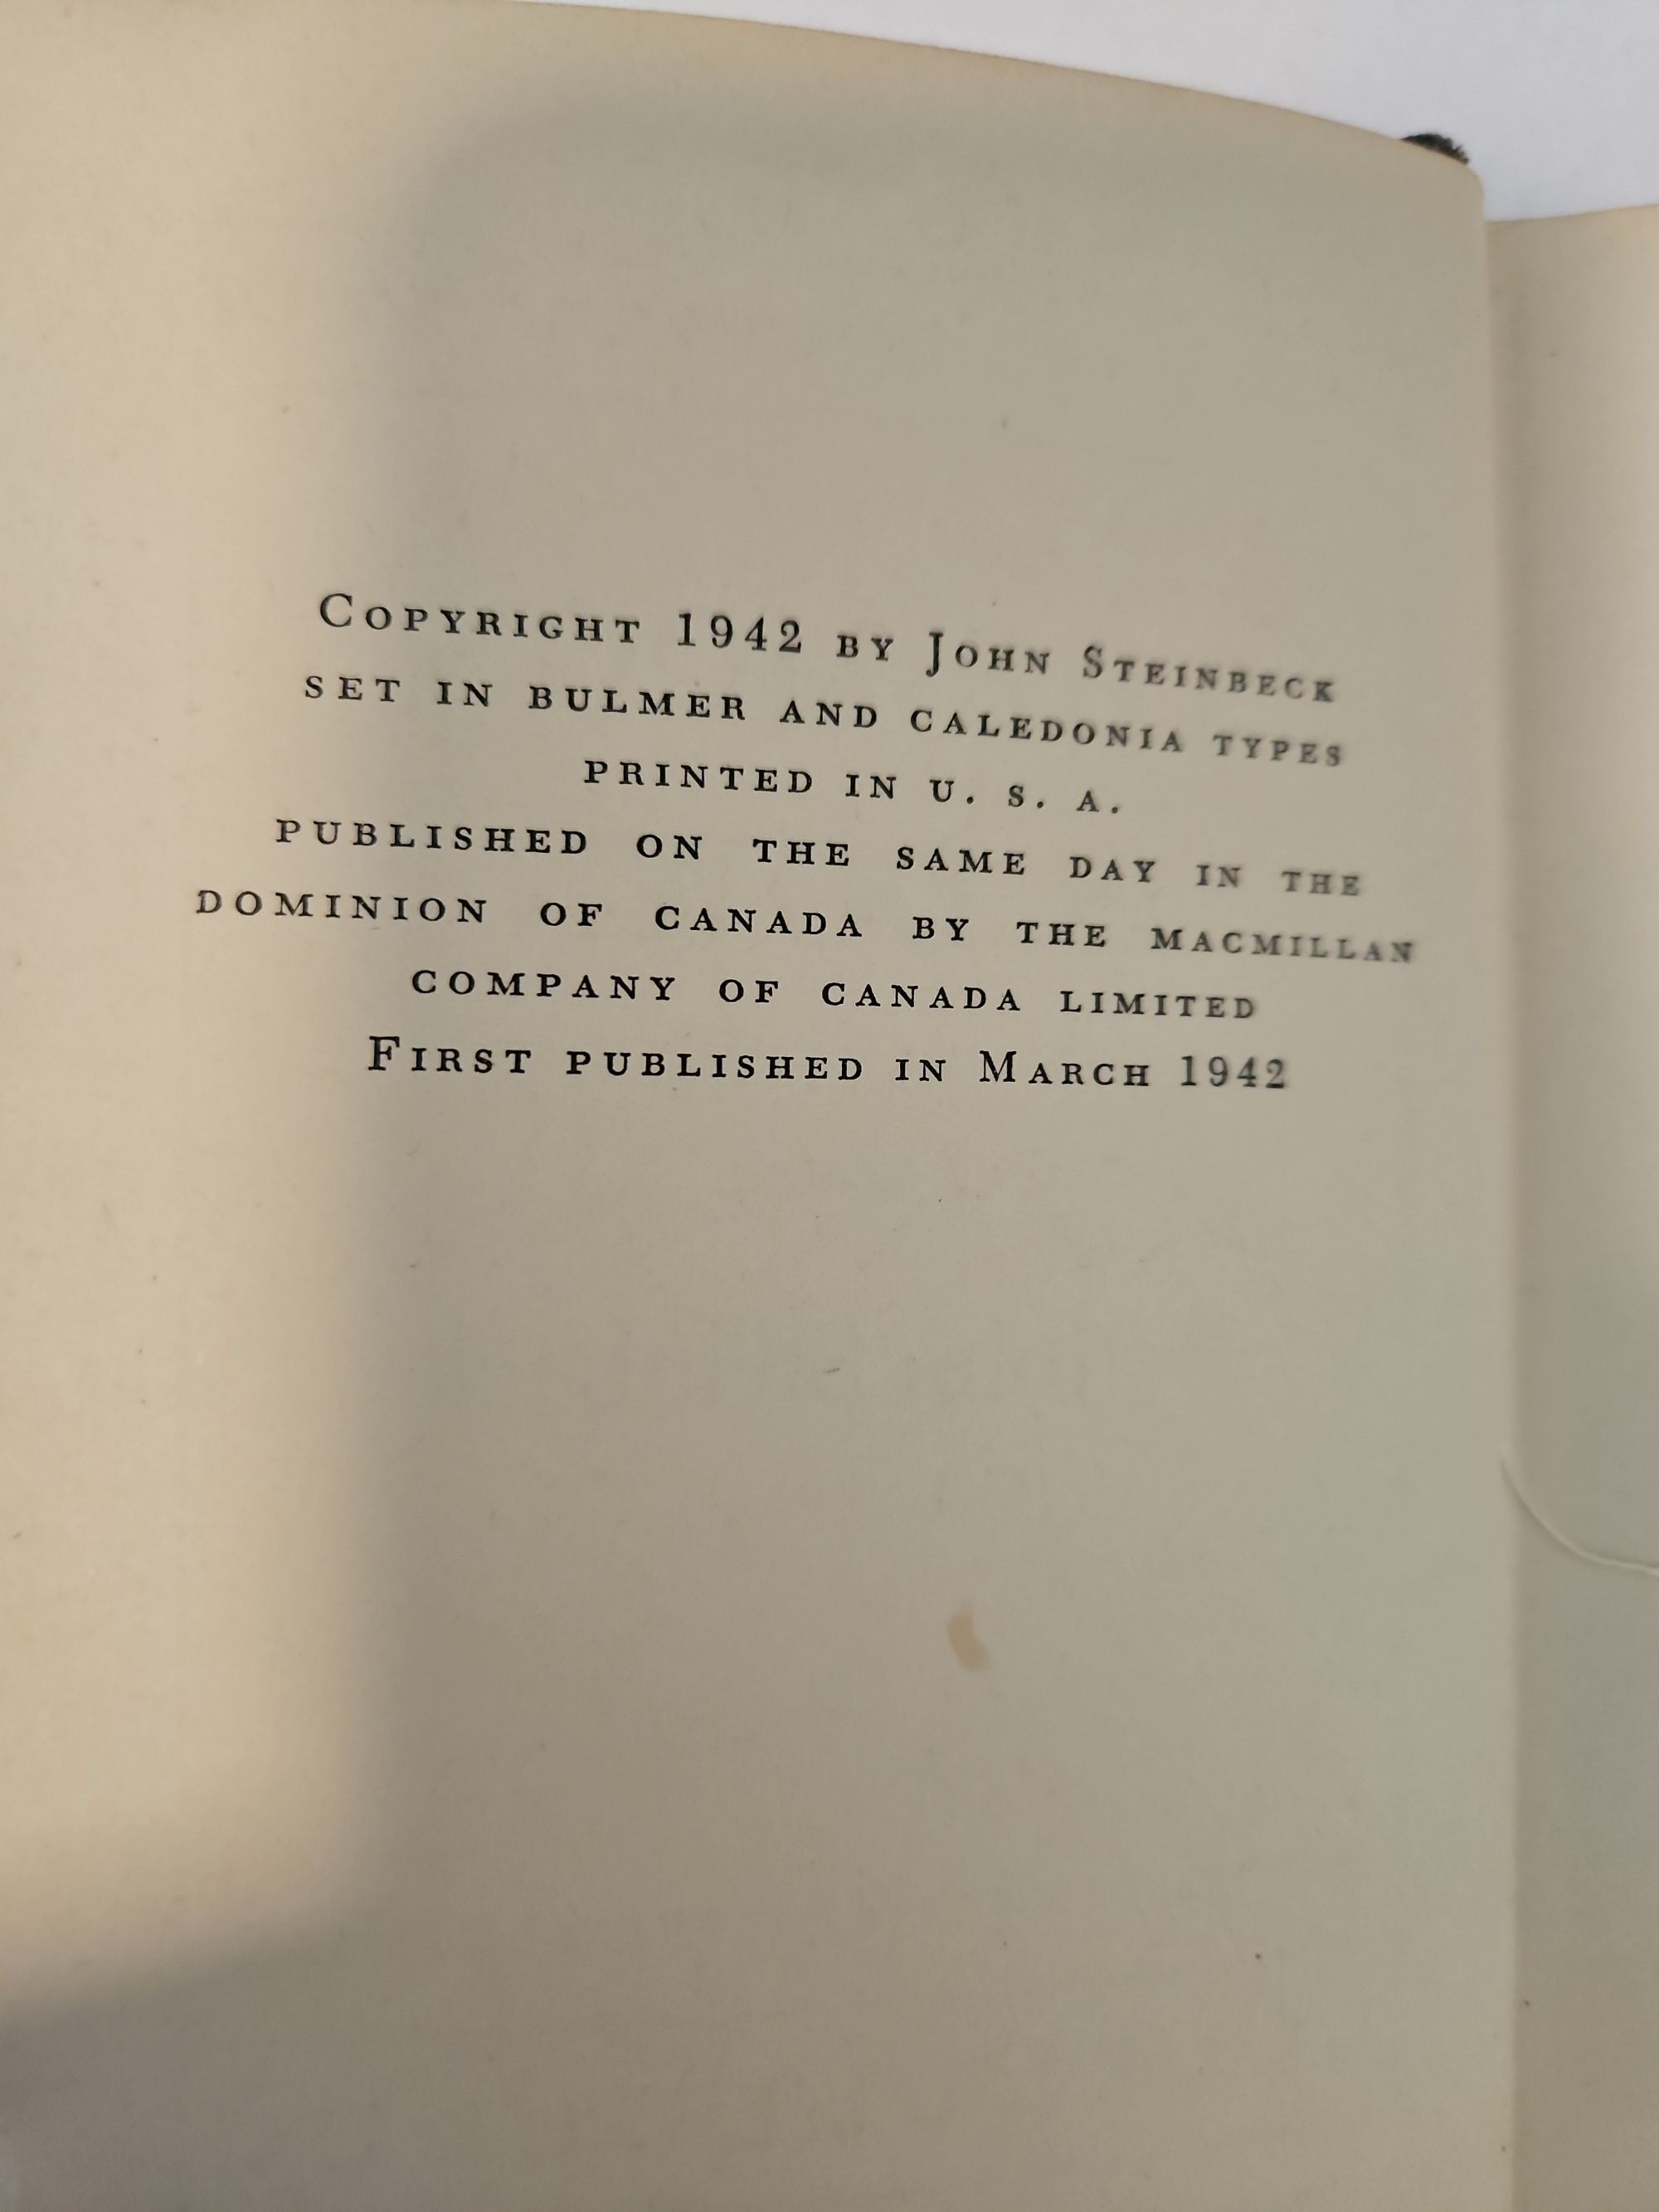 Copyright 1942 by John Steinbeck
set in bulmer and caledonia types
printed in u. s. a.
published on the same day in the
dominion of canada by the macmillan
company of canada limited
First published in March 1942